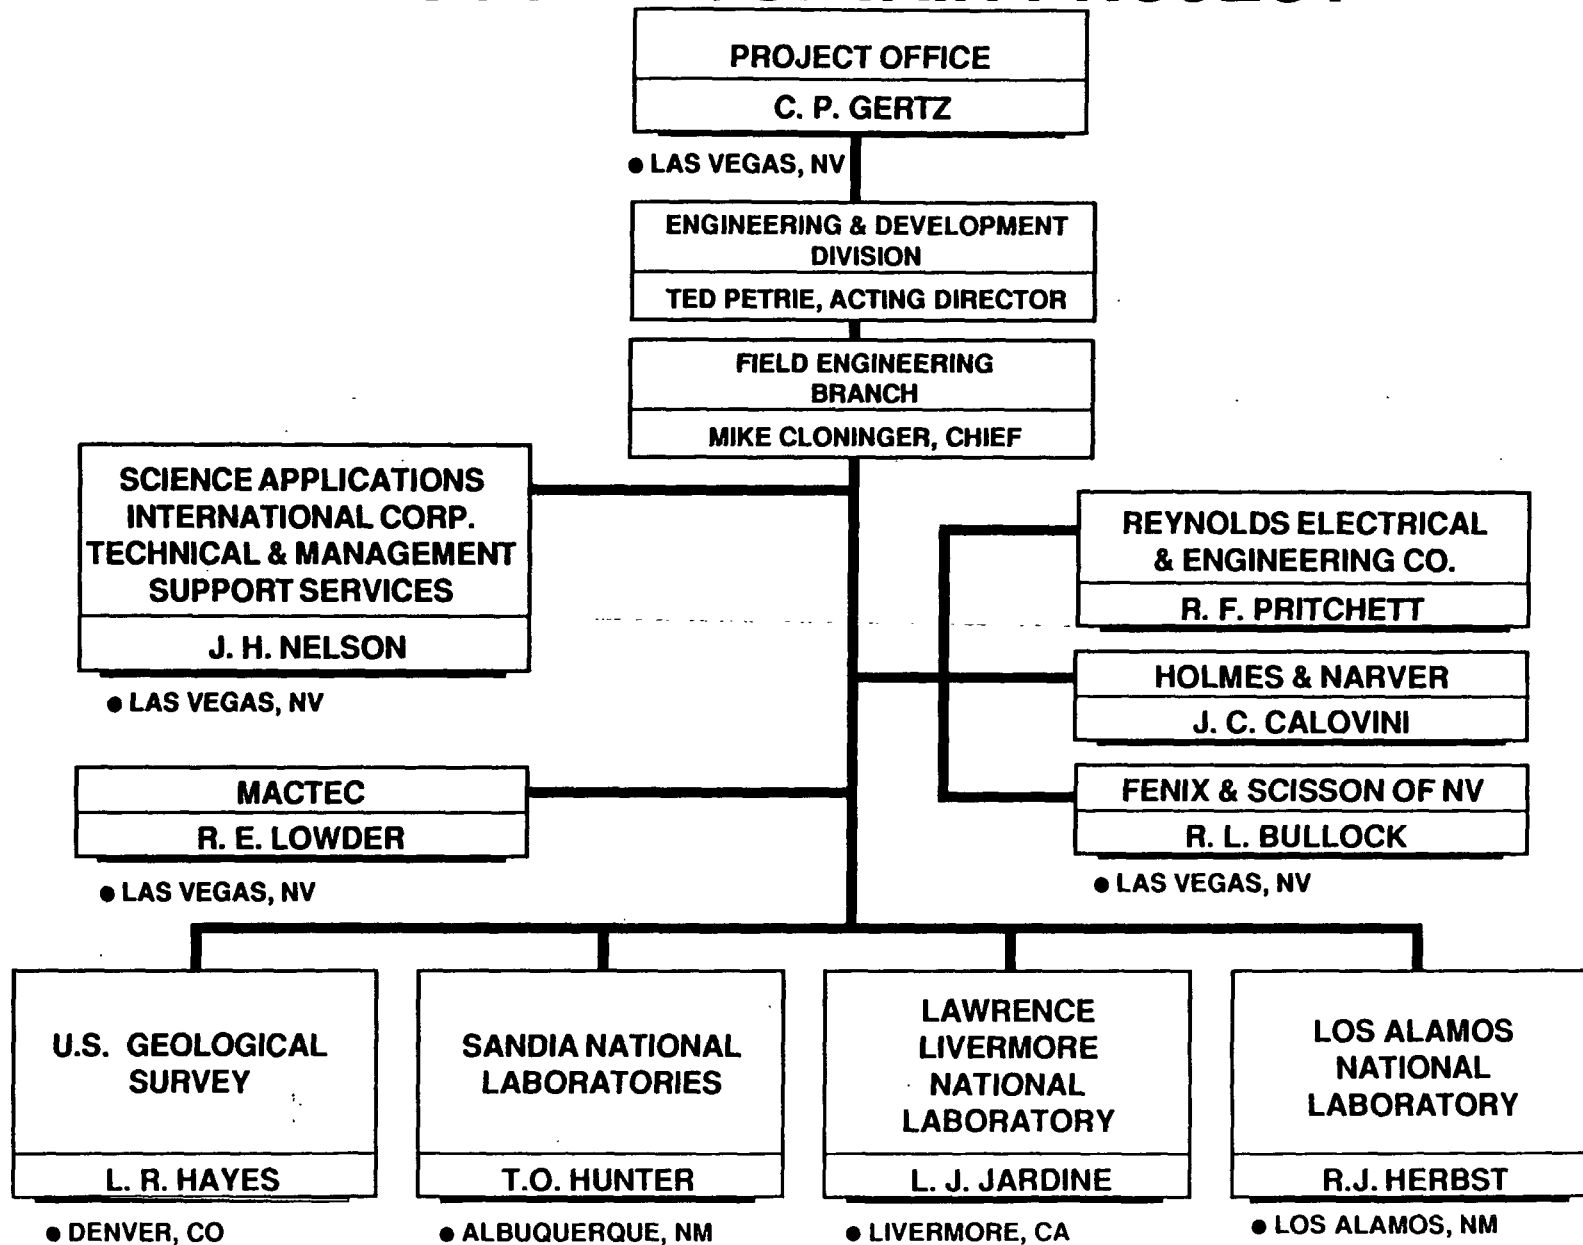 PROJECT OFFICE
C. P. GERTZ
● LAS VEGAS, NV
ENGINEERING & DEVELOPMENT
DIVISION
TED PETRIE, ACTING DIRECTOR
FIELD ENGINEERING
BRANCH
MIKE CLONINGER, CHIEF
SCIENCE APPLICATIONS
INTERNATIONAL CORP.
TECHNICAL & MANAGEMENT
SUPPORT SERVICES
J. H. NELSON
● LAS VEGAS, NV
REYNOLDS ELECTRICAL
& ENGINEERING CO.
R. F. PRITCHETT
HOLMES & NARVER
J. C. CALOVINI
MACTEC
R. E. LOWDER
● LAS VEGAS, NV
FENIX & SCISSON OF NV
R. L. BULLOCK
● LAS VEGAS, NV
U.S. GEOLOGICAL
SURVEY
L. R. HAYES
● DENVER, CO
SANDIA NATIONAL
LABORATORIES
T.O. HUNTER
● ALBUQUERQUE, NM
LAWRENCE
LIVERMORE
NATIONAL
LABORATORY
L. J. JARDINE
● LIVERMORE, CA
LOS ALAMOS
NATIONAL
LABORATORY
R.J. HERBST
● LOS ALAMOS, NM